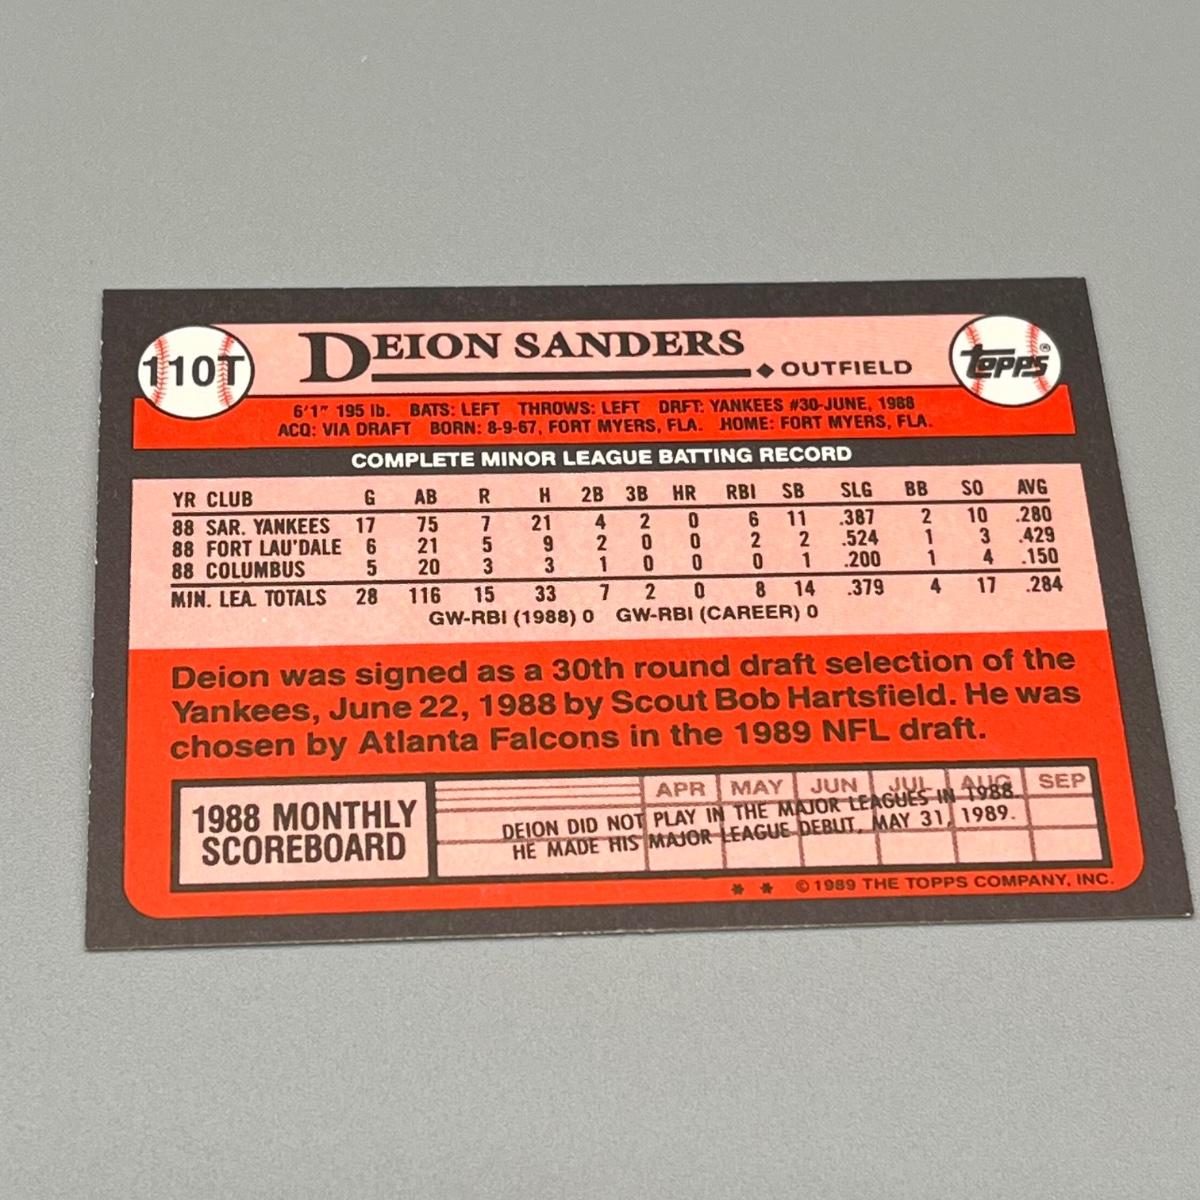 110T
DEION SANDERS
◆ OUTFIELD
TOPPS®
6'1" 195 lb. BATS: LEFT THROWS: LEFT DRFT: YANKEES #30-JUNE, 1988
ACQ: VIA DRAFT BORN: 8-9-67, FORT MYERS, FLA. HOME: FORT MYERS, FLA.
COMPLETE MINOR LEAGUE BATTING RECORD
YR CLUB G AB R H 2B 3B HR RBI SB SLG BB SO AVG
88 SAR. YANKEES 17 75 7 21 4 2 0 6 11 .387 2 10 .280
88 FORT LAU'DALE 6 21 5 9 2 0 0 2 2 .524 1 3 .429
88 COLUMBUS 5 20 3 3 1 0 0 0 1 .200 1 4 .150
MIN. LEA. TOTALS 28 116 15 33 7 2 0 8 14 .379 4 17 .284
GW-RBI (1988) 0 GW-RBI (CAREER) 0
Deion was signed as a 30th round draft selection of the
Yankees, June 22, 1988 by Scout Bob Hartsfield. He was
chosen by Atlanta Falcons in the 1989 NFL draft.
1988 MONTHLY
SCOREBOARD
APR MAY JUN JUL AUG SEP
DEION DID NOT PLAY IN THE MAJOR LEAGUES IN 1988.
HE MADE HIS MAJOR LEAGUE DEBUT, MAY 31, 1989.
* * ©1989 THE TOPPS COMPANY, INC.